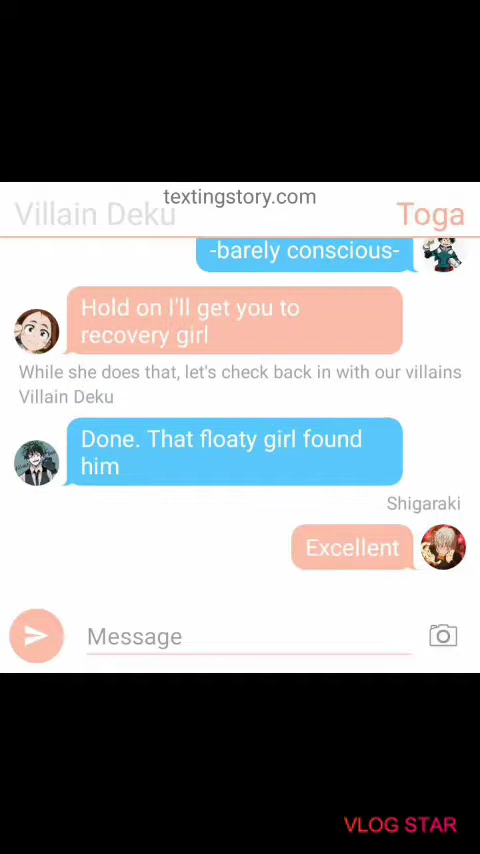 textingstory.com
Villain Deku
Toga
-barely conscious-
Hold on I'll get you to
recovery girl
While she does that, let's check back in with our villains
Villain Deku
Done. That floaty girl found
him
Shigaraki
Excellent
Message
VLOG STAR